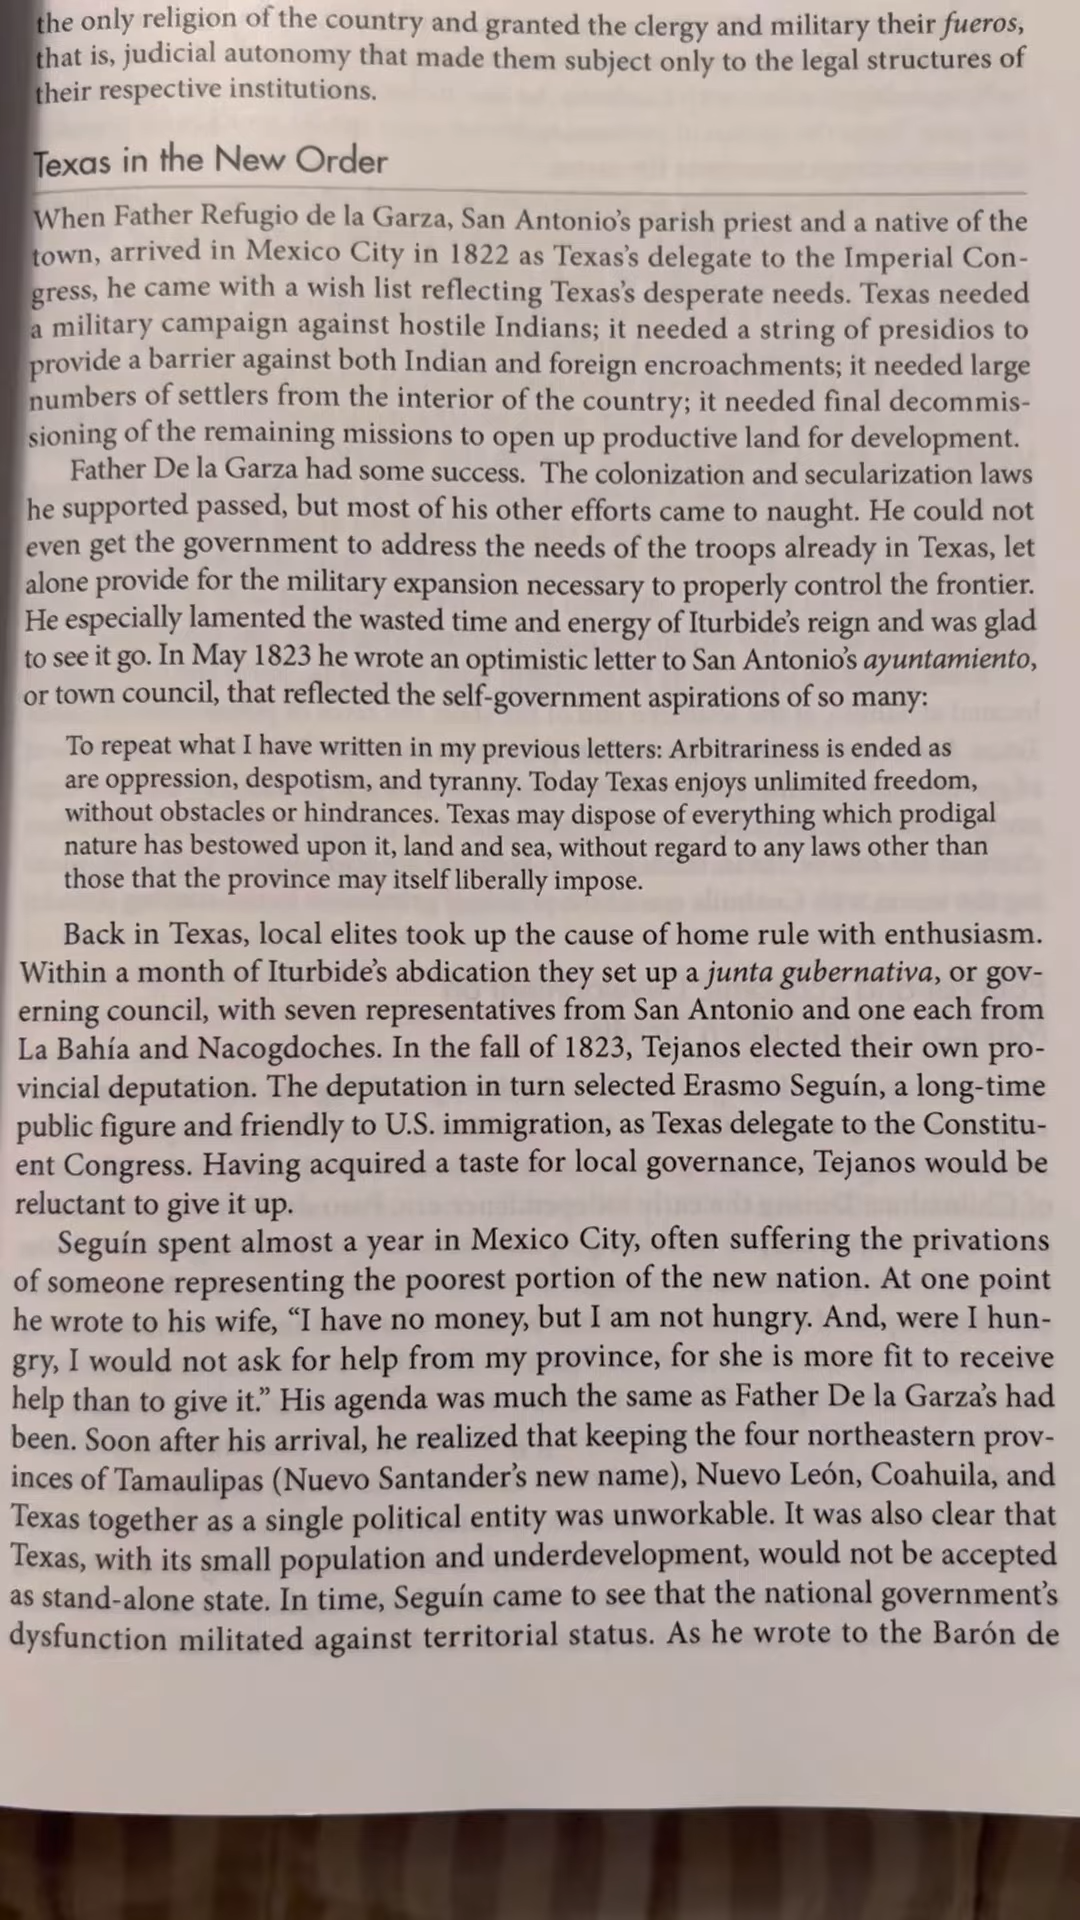 the only religion of the country and granted the clergy and military their fueros,
that is, judicial autonomy that made them subject only to the legal structures of
their respective institutions.
Texas in the New Order
When Father Refugio de la Garza, San Antonio's parish priest and a native of the
town, arrived in Mexico City in 1822 as Texas's delegate to the Imperial Con-
gress, he came with a wish list reflecting Texas's desperate needs. Texas needed
a military campaign against hostile Indians; it needed a string of presidios to
provide a barrier against both Indian and foreign encroachments; it needed large
numbers of settlers from the interior of the country; it needed final decommis-
sioning of the remaining missions to open up productive land for development.
Father De la Garza had some success. The colonization and secularization laws
he supported passed, but most of his other efforts came to naught. He could not
even get the government to address the needs of the troops already in Texas, let
alone provide for the military expansion necessary to properly control the frontier.
He especially lamented the wasted time and energy of Iturbide's reign and was glad
to see it go. In May 1823 he wrote an optimistic letter to San Antonio's ayuntamiento,
or town council, that reflected the self-government aspirations of so many:
To repeat what I have written in my previous letters: Arbitrariness is ended as
are oppression, despotism, and tyranny. Today Texas enjoys unlimited freedom,
without obstacles or hindrances. Texas may dispose of everything which prodigal
nature has bestowed upon it, land and sea, without regard to any laws other than
those that the province may itself liberally impose.
Back in Texas, local elites took up the cause of home rule with enthusiasm.
Within a month of Iturbide's abdication they set up a junta gubernativa, or gov-
erning council, with seven representatives from San Antonio and one each from
La Bahía and Nacogdoches. In the fall of 1823, Tejanos elected their own pro-
vincial deputation. The deputation in turn selected Erasmo Seguín, a long-time
public figure and friendly to U.S. immigration, as Texas delegate to the Constitu-
ent Congress. Having acquired a taste for local governance, Tejanos would be
reluctant to give it up.
Seguín spent almost a year in Mexico City, often suffering the privations
of someone representing the poorest portion of the new nation. At one point
he wrote to his wife, "I have no money, but I am not hungry. And, were I hun-
gry, I would not ask for help from my province, for she is more fit to receive
help than to give it." His agenda was much the same as Father De la Garza's had
been. Soon after his arrival, he realized that keeping the four northeastern prov-
inces of Tamaulipas (Nuevo Santander's new name), Nuevo León, Coahuila, and
Texas together as a single political entity was unworkable. It was also clear that
Texas, with its small population and underdevelopment, would not be accepted
as stand-alone state. In time, Seguín came to see that the national government's
dysfunction militated against territorial status. As he wrote to the Barón de